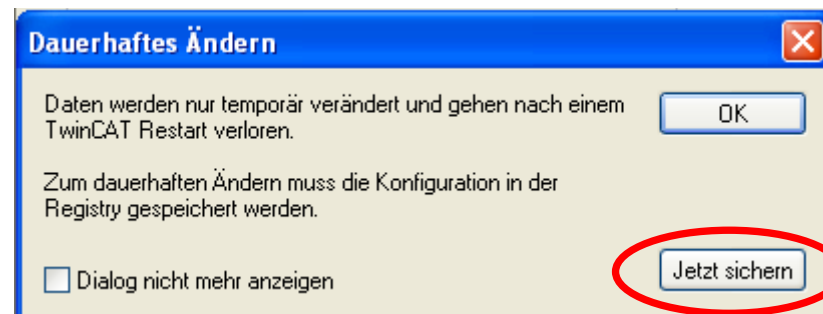 Dauerhaftes Ändern
Daten werden nur temporär verändert und gehen nach einem
TwinCAT Restart verloren.
OK
Zum dauerhaften Ändern muss die Konfiguration in der
Registry gespeichert werden.
Dialog nicht mehr anzeigen
Jetzt sichern